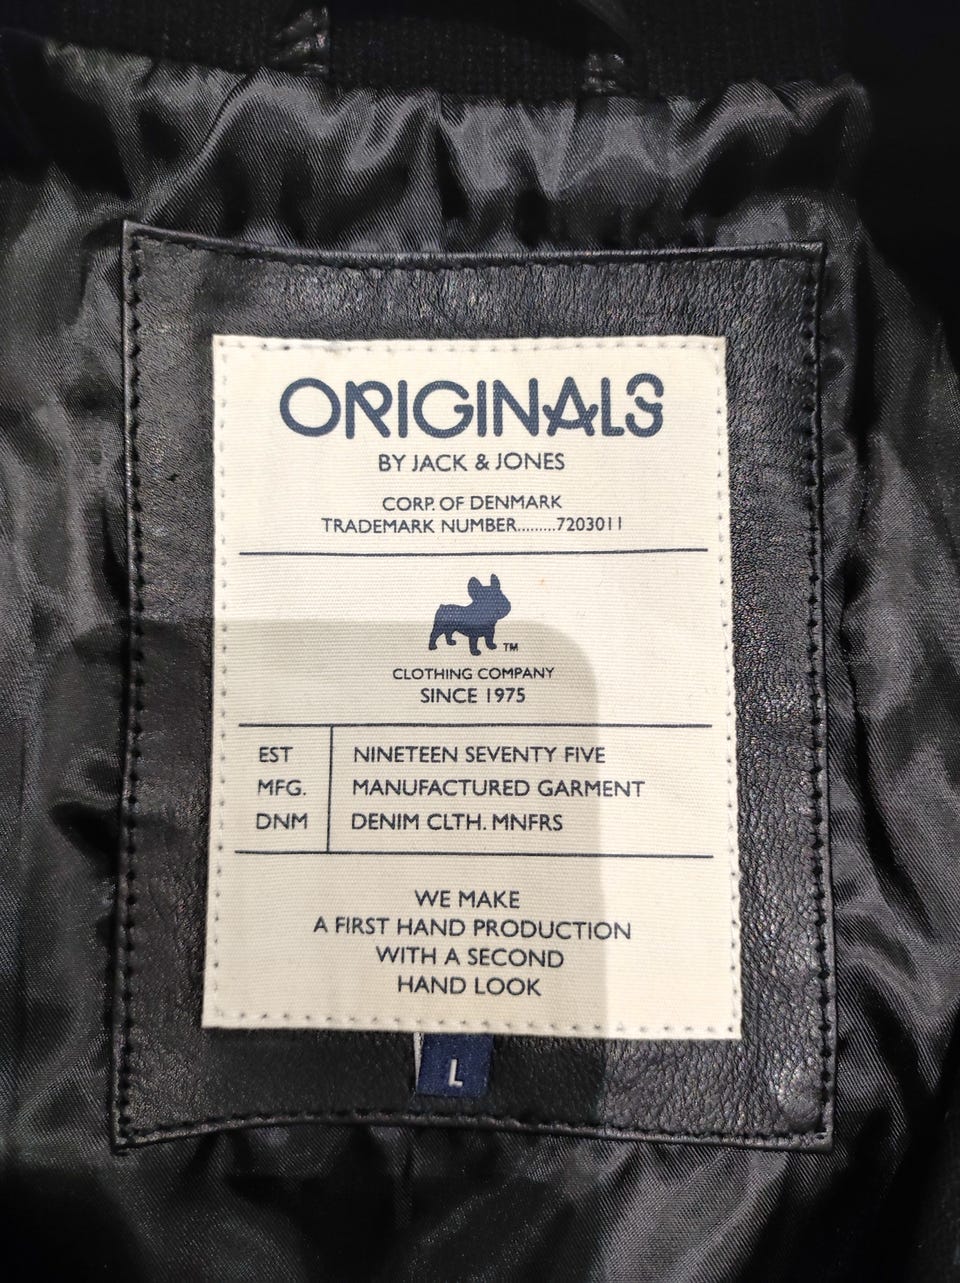 ORIGINALS
BY JACK & JONES
CORP. OF DENMARK
TRADEMARK NUMBER.........7203011
TM
CLOTHING COMPANY
SINCE 1975
EST NINETEEN SEVENTY FIVE
MFG. MANUFACTURED GARMENT
DNM DENIM CLTH. MNFRS
WE MAKE
A FIRST HAND PRODUCTION
WITH A SECOND
HAND LOOK
L